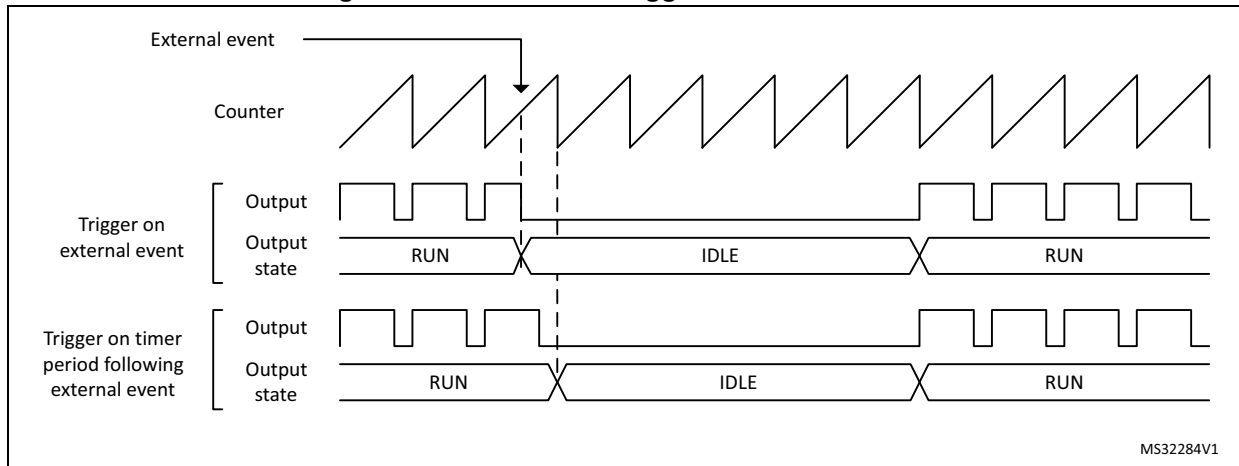 External event
Counter
Trigger on
external event
Output
Output
state
RUN
IDLE
RUN
Trigger on timer
period following
external event
Output
Output
state
RUN
IDLE
RUN
MS32284V1